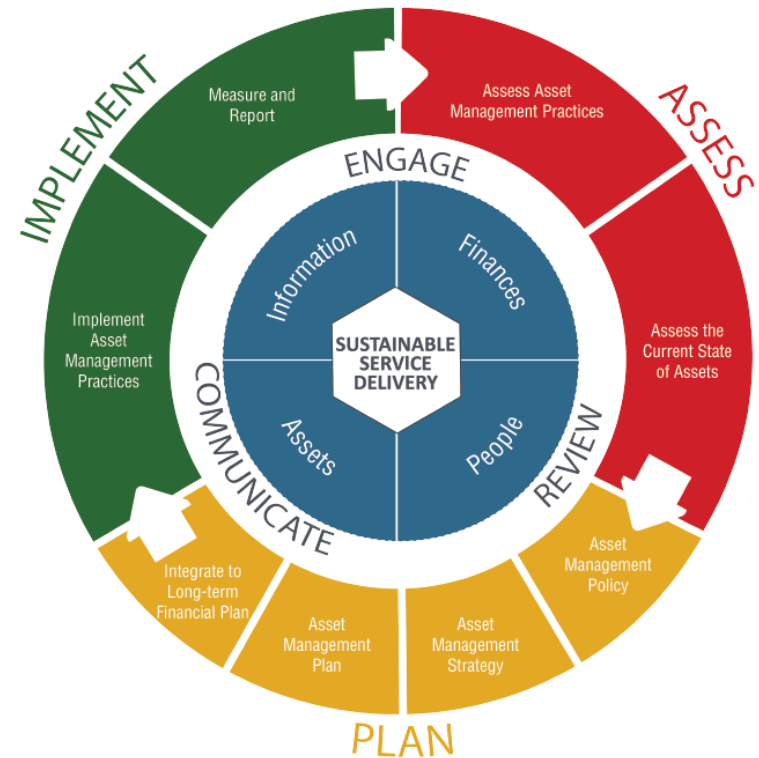 IMPLEMENT
Measure and
Report
Assess Asset
Management Practices
ASSESS
ENGAGE
Information
Finances
Implement
Asset
Management
Practices
SUSTAINABLE
SERVICE
DELIVERY
Assess the
Current State
of Assets
COMMUNICATE
Assets
People
REVIEW
Integrate to
Long-term
Financial Plan
Asset
Management
Plan
Asset
Management
Strategy
Asset
Management
Policy
PLAN